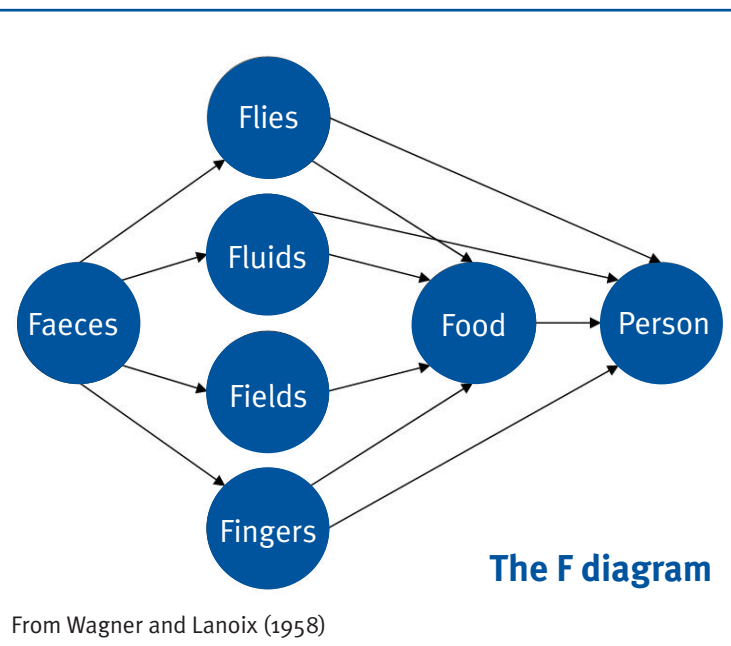 Flies
Fluids
Faeces
Food
Person
Fields
Fingers
The F diagram
From Wagner and Lanoix (1958)